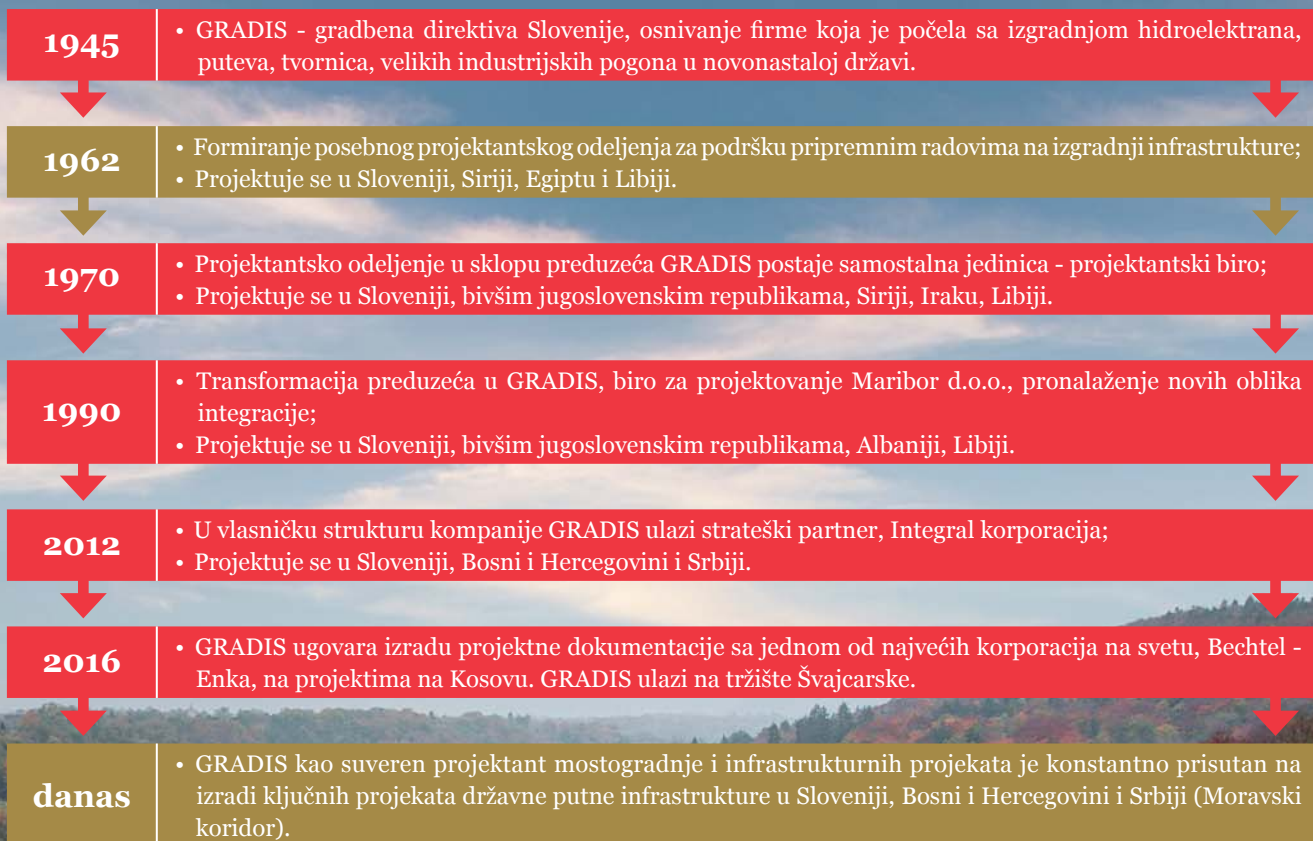 1945
• GRADIS - gradbena direktiva Slovenije, osnivanje firme koja je počela sa izgradnjom hidroelektrana,
puteva, tvornica, velikih industrijskih pogona u novonastaloj državi.
1962
• Formiranje posebnog projektantskog odeljenja za podršku pripremnim radovima na izgradnji infrastrukture;
• Projektuje se u Sloveniji, Siriji, Egiptu i Libiji.
1970
• Projektantsko odeljenje u sklopu preduzeća GRADIS postaje samostalna jedinica - projektantski biro;
• Projektuje se u Sloveniji, bivšim jugoslovenskim republikama, Siriji, Iraku, Libiji.
1990
• Transformacija preduzeća u GRADIS, biro za projektovanje Maribor d.o.o., pronalaženje novih oblika
integracije;
• Projektuje se u Sloveniji, bivšim jugoslovenskim republikama, Albaniji, Libiji.
2012
• U vlasničku strukturu kompanije GRADIS ulazi strateški partner, Integral korporacija;
• Projektuje se u Sloveniji, Bosni i Hercegovini i Srbiji.
2016
• GRADIS ugovara izradu projektne dokumentacije sa jednom od najvećih korporacija na svetu, Bechtel -
Enka, na projektima na Kosovu. GRADIS ulazi na tržište Švajcarske.
danas
• GRADIS kao suveren projektant mostogradnje i infrastrukturnih projekata je konstantno prisutan na
izradi ključnih projekata državne putne infrastrukture u Sloveniji, Bosni i Hercegovini i Srbiji (Moravski
koridor).